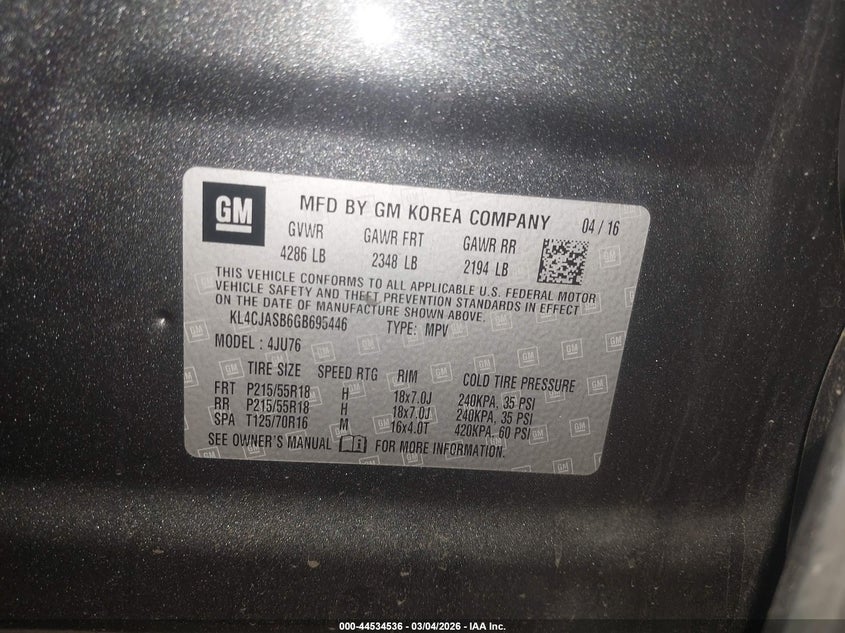 GM MFD BY GM KOREA COMPANY 04 / 16
GVWR GAWR FRT GAWR RR
4286 LB 2348 LB 2194 LB
THIS VEHICLE CONFORMS TO ALL APPLICABLE U.S. FEDERAL MOTOR
VEHICLE SAFETY AND THEFT PREVENTION STANDARDS IN EFFECT
ON THE DATE OF MANUFACTURE SHOWN ABOVE.
KL4CJASB6GB695446 TYPE: MPV
MODEL : 4JU76
TIRE SIZE SPEED RTG RIM COLD TIRE PRESSURE
FRT P215/55R18 H 18x7.0J 240KPA, 35 PSI
RR P215/55R18 H 18x7.0J 240KPA, 35 PSI
SPA T125/70R16 M 16x4.0T 420KPA, 60 PSI
SEE OWNER'S MANUAL FOR MORE INFORMATION.
000-44534536 - 03/04/2026 - IAA Inc.